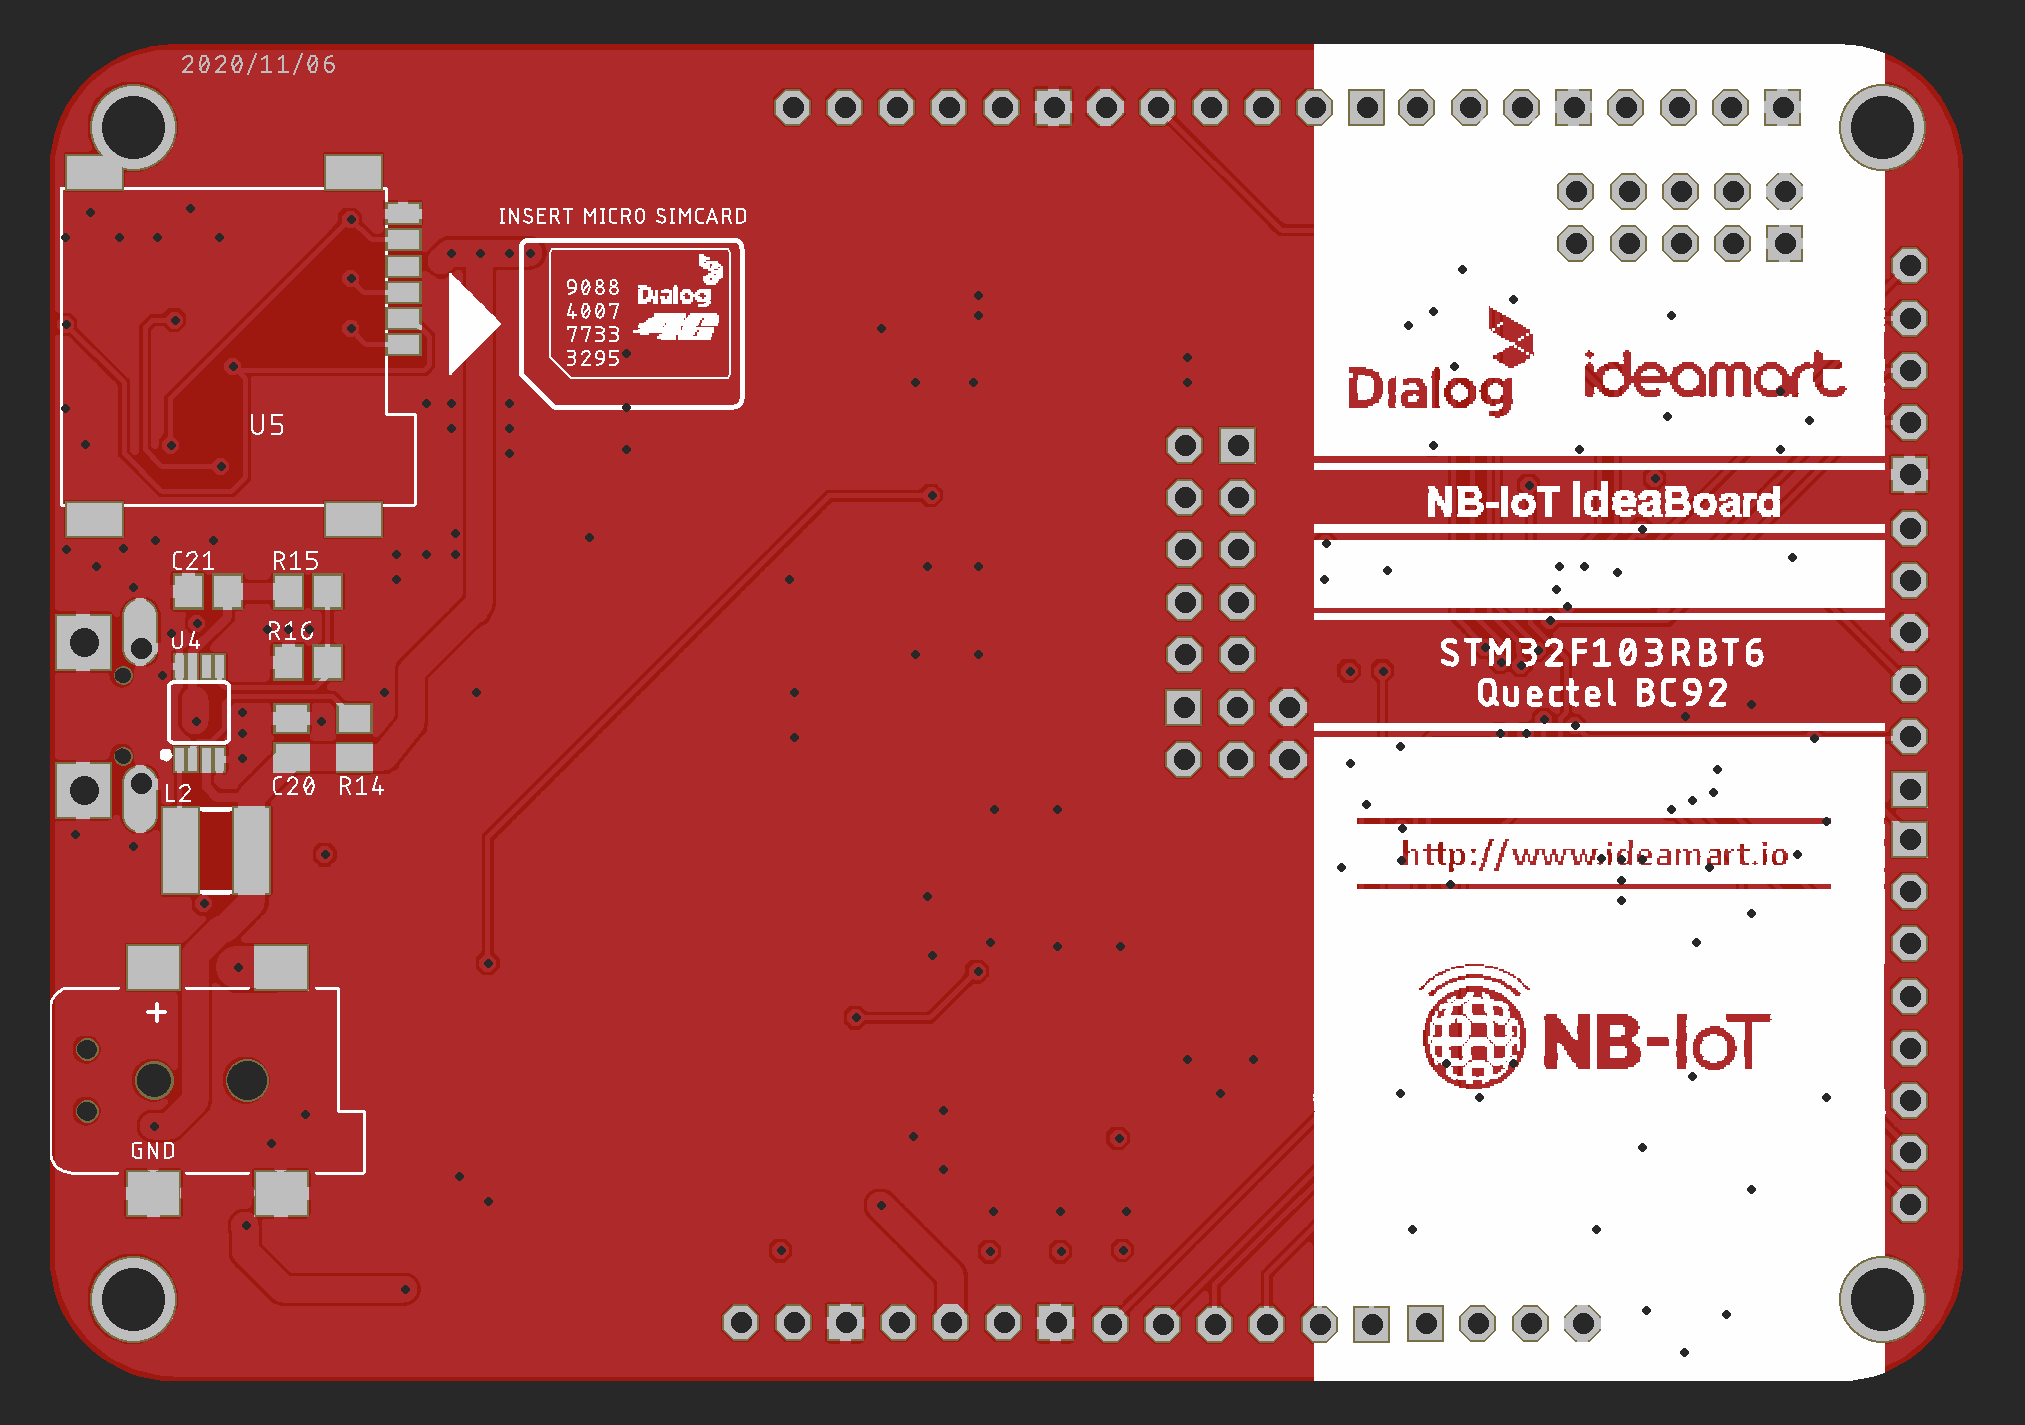 2020/11/06
INSERT MICRO SIMCARD
9088
4007
7733
3295
Dialog
4G
U5
Dialog
ideamart
NB-IoT IdeaBoard
C21
R15
R16
U4
STM32F103RBT6
Quectel BC92
L2
C20
R14
http://www.ideamart.io
+
NB-IoT
GND